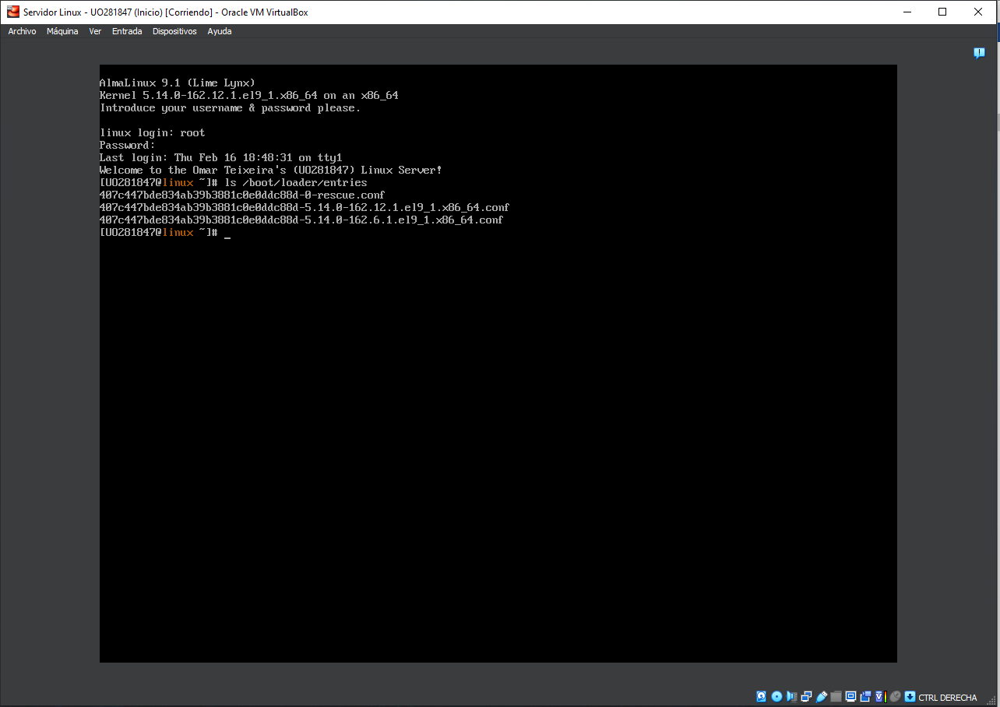 Servidor Linux - UO281847 (Inicio) [Corriendo] - Oracle VM VirtualBox
Archivo Máquina Ver Entrada Dispositivos Ayuda
AlmaLinux 9.1 (Lime Lynx)
Kernel 5.14.0-162.12.1.el9_1.x86_64 on an x86_64
Introduce your username & password please.
linux login: root
Password:
Last login: Thu Feb 16 18:48:31 on tty1
Welcome to the Omar Teixeira's (UO281847) Linux Server!
[UO281847@linux ~]# ls /boot/loader/entries
407c447bde834ab39b3881c0e0ddc88d-0-rescue.conf
407c447bde834ab39b3881c0e0ddc88d-5.14.0-162.12.1.el9_1.x86_64.conf
407c447bde834ab39b3881c0e0ddc88d-5.14.0-162.6.1.el9_1.x86_64.conf
[UO281847@linux ~]# _
CTRL DERECHA